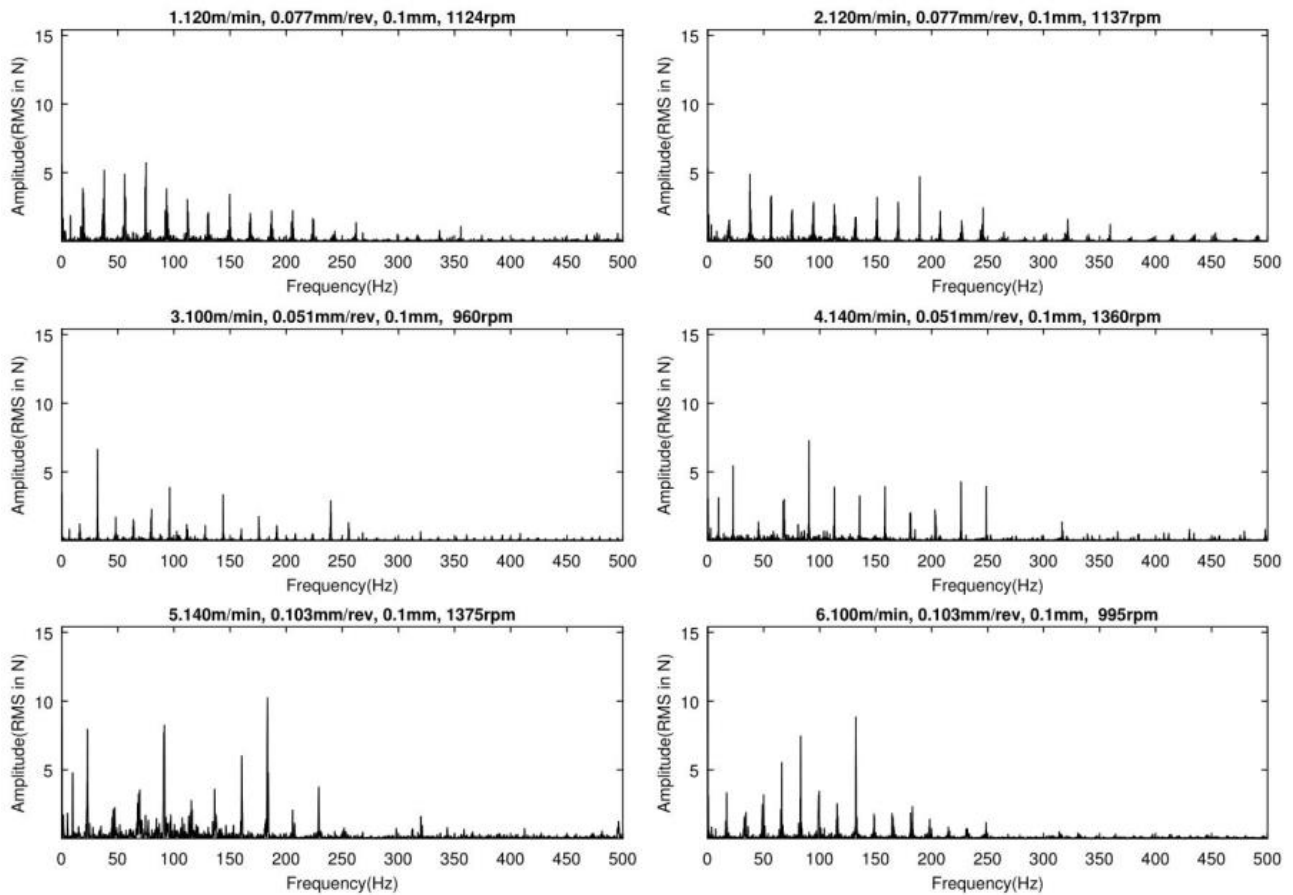 1.120m/min, 0.077mm/rev, 0.1mm, 1124rpm
15
10
5
Amplitude(RMS in N)
0 50 100 150 200 250 300 350 400 450 500
Frequency(Hz)
2.120m/min, 0.077mm/rev, 0.1mm, 1137rpm
15
10
5
Amplitude(RMS in N)
0 50 100 150 200 250 300 350 400 450 500
Frequency(Hz)
3.100m/min, 0.051mm/rev, 0.1mm, 960rpm
15
10
5
Amplitude(RMS in N)
0 50 100 150 200 250 300 350 400 450 500
Frequency(Hz)
4.140m/min, 0.051mm/rev, 0.1mm, 1360rpm
15
10
5
Amplitude(RMS in N)
0 50 100 150 200 250 300 350 400 450 500
Frequency(Hz)
5.140m/min, 0.103mm/rev, 0.1mm, 1375rpm
15
10
5
Amplitude(RMS in N)
0 50 100 150 200 250 300 350 400 450 500
Frequency(Hz)
6.100m/min, 0.103mm/rev, 0.1mm, 995rpm
15
10
5
Amplitude(RMS in N)
0 50 100 150 200 250 300 350 400 450 500
Frequency(Hz)